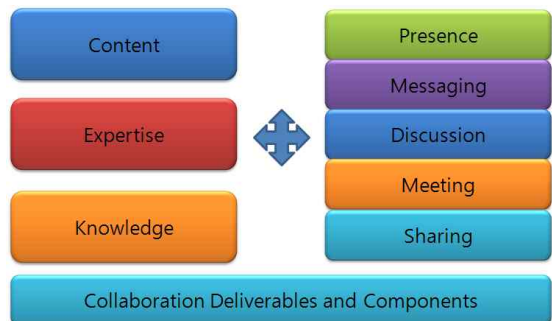 Content
Expertise
Knowledge
Presence
Messaging
Discussion
Meeting
Sharing
Collaboration Deliverables and Components